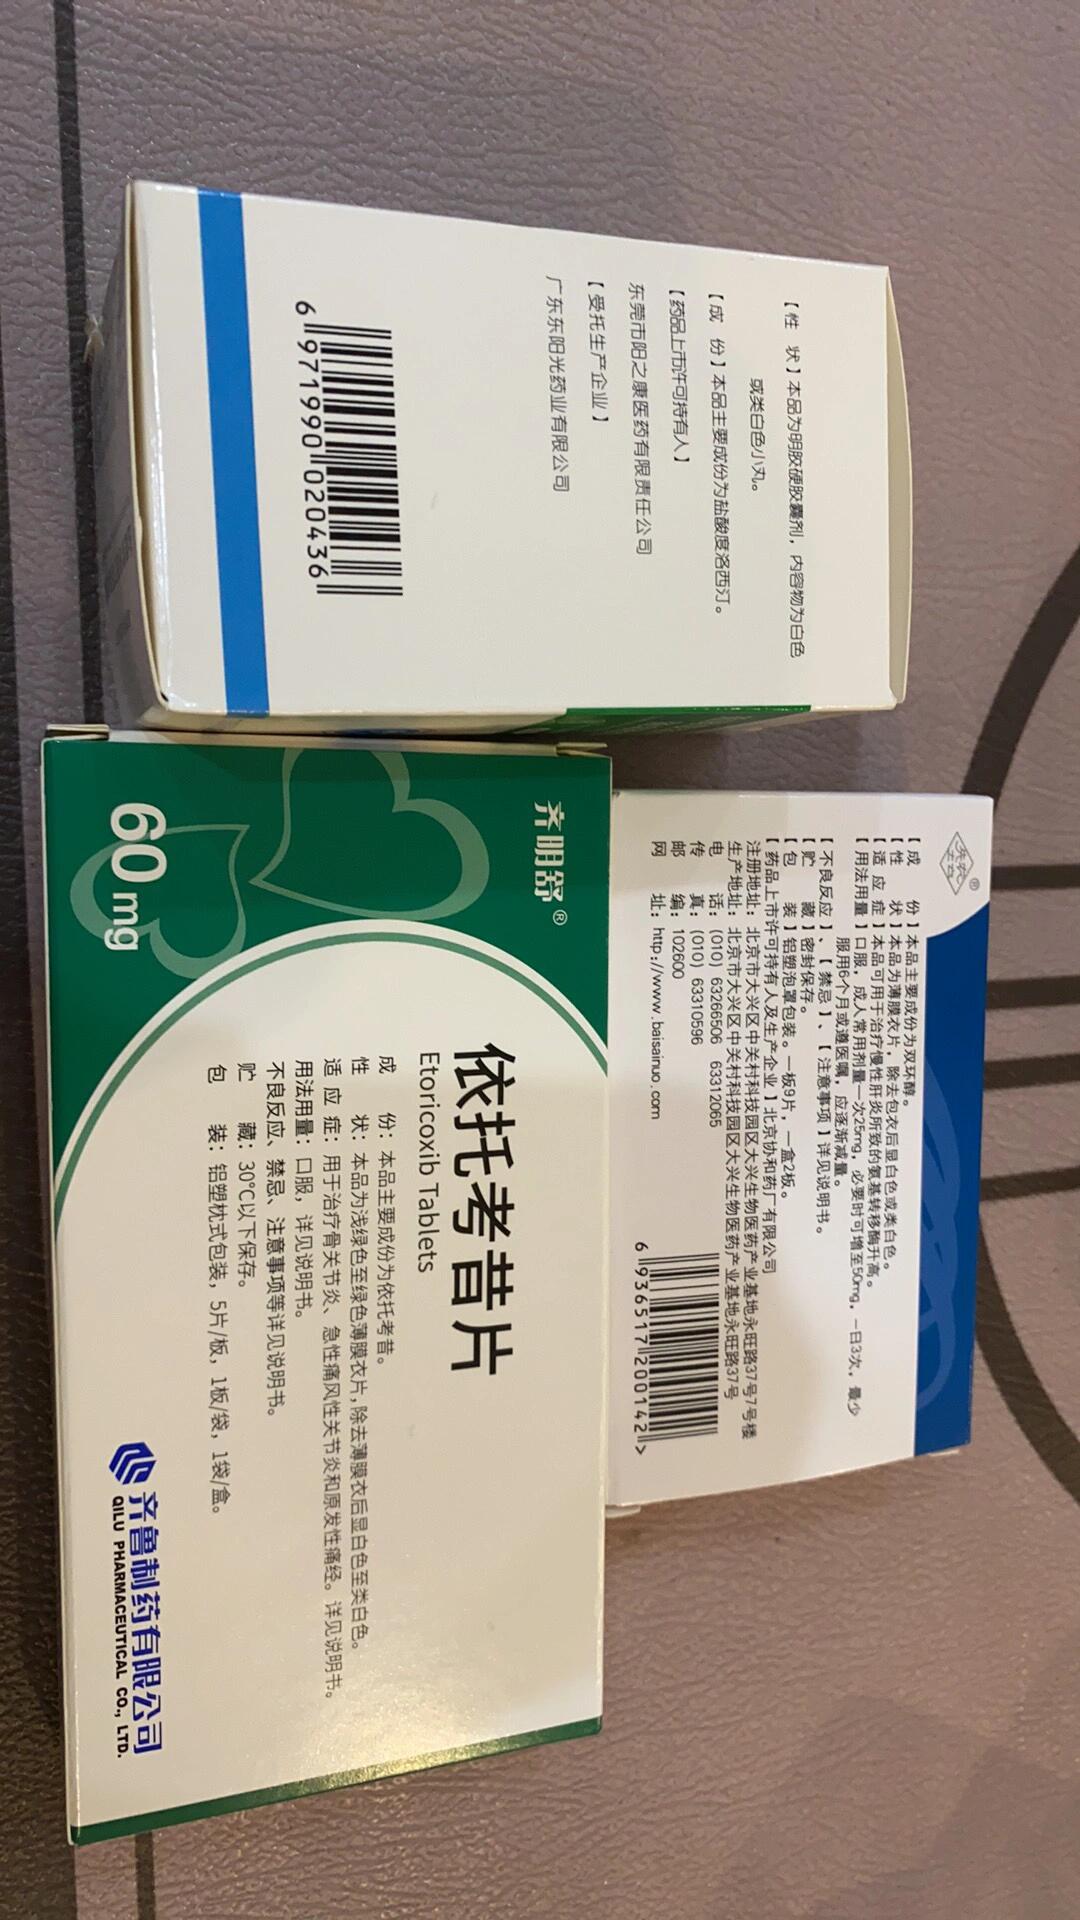 【性 状】本品为明胶硬胶囊剂，内容物为白色
或类白色小丸。
【成 份】本品主要成份为盐酸度洛西汀。
【药品上市许可持有人】
东莞市阳之康医药有限责任公司
【受托生产企业】
广东东阳光药业有限公司
6 971990 020436
®
【成 份】本品主要成份为双环醇。
【性 状】本品为薄膜衣片，除去包衣后显白色或类白色。
【适 应 症】本品可用于治疗慢性肝炎所致的氨基转移酶升高。
【用法用量】口服，成人常用剂量一次25mg，必要时可增至50mg，一日3次，最少
服用6个月或遵医嘱，应逐渐减量。
【不良反应】、【禁忌】、【注意事项】详见说明书。
【贮 藏】密封保存。
【包 装】铝塑泡罩包装。一板9片，一盒2板。
【药品上市许可持有人及生产企业】北京协和药厂有限公司
注册地址：北京市大兴区中关村科技园区大兴生物医药产业基地永旺路37号7号楼
生产地址：北京市大兴区中关村科技园区大兴生物医药产业基地永旺路37号
电 话：(010) 63266506 63312065
传 真：(010) 63310596
邮 编：102600
网 址：http://www.baisainuo.com
6 936517 200142 >
齐明舒®
60 mg
依托考昔片
Etoricoxib Tablets
成 份：本品主要成份为依托考昔。
性 状：本品为浅绿色至绿色薄膜衣片，除去薄膜衣后显白色至类白色。
适 应 症：用于治疗骨关节炎、急性痛风性关节炎和原发性痛经。详见说明书。
用法用量：口服，详见说明书。
不良反应、禁忌、注意事项等详见说明书。
贮 藏：30°C以下保存。
包 装：铝塑枕式包装，5片/板，1板/袋，1袋/盒。
齐鲁制药有限公司
QILU PHARMACEUTICAL CO., LTD.